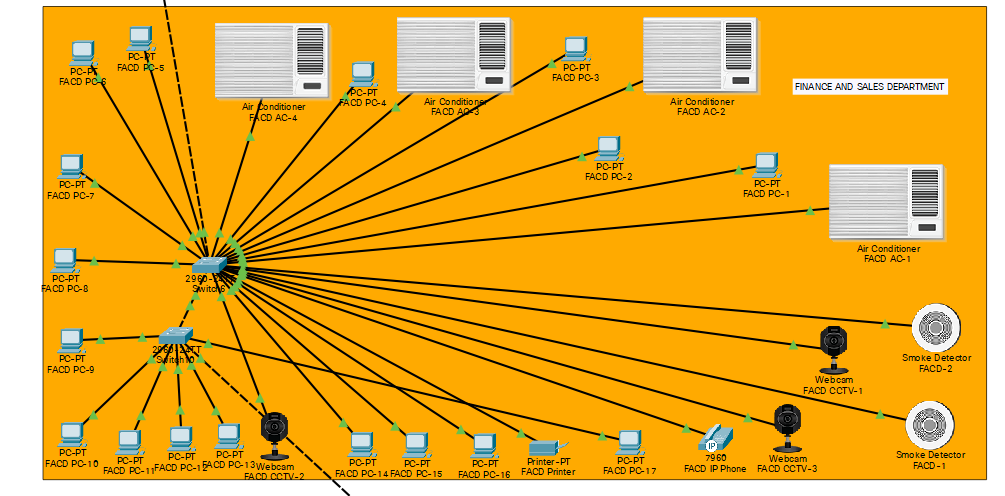 PC-PT
FACD PC-6
PC-PT
FACD PC-5
Air Conditioner
FACD AC-4
PC-PT
FACD PC-4
Air Conditioner
FACD AC-3
PC-PT
FACD PC-3
Air Conditioner
FACD AC-2
FINANCE AND SALES DEPARTMENT
PC-PT
FACD PC-7
PC-PT
FACD PC-2
PC-PT
FACD PC-1
Air Conditioner
FACD AC-1
PC-PT
FACD PC-8
2960-24TT
PC-PT
FACD PC-9
2960-24TT
Switch10
Webcam
FACD CCTV-1
Smoke Detector
FACD-2
PC-PT
FACD PC-10
PC-PT
FACD PC-11
PC-PT
FACD PC-12
PC-PT
FACD PC-13
Webcam
FACD CCTV-2
PC-PT
FACD PC-14
PC-PT
FACD PC-15
PC-PT
FACD PC-16
Printer-PT
FACD Printer
PC-PT
FACD PC-17
IP
7960
FACD IP Phone
Webcam
FACD CCTV-3
Smoke Detector
FACD-1